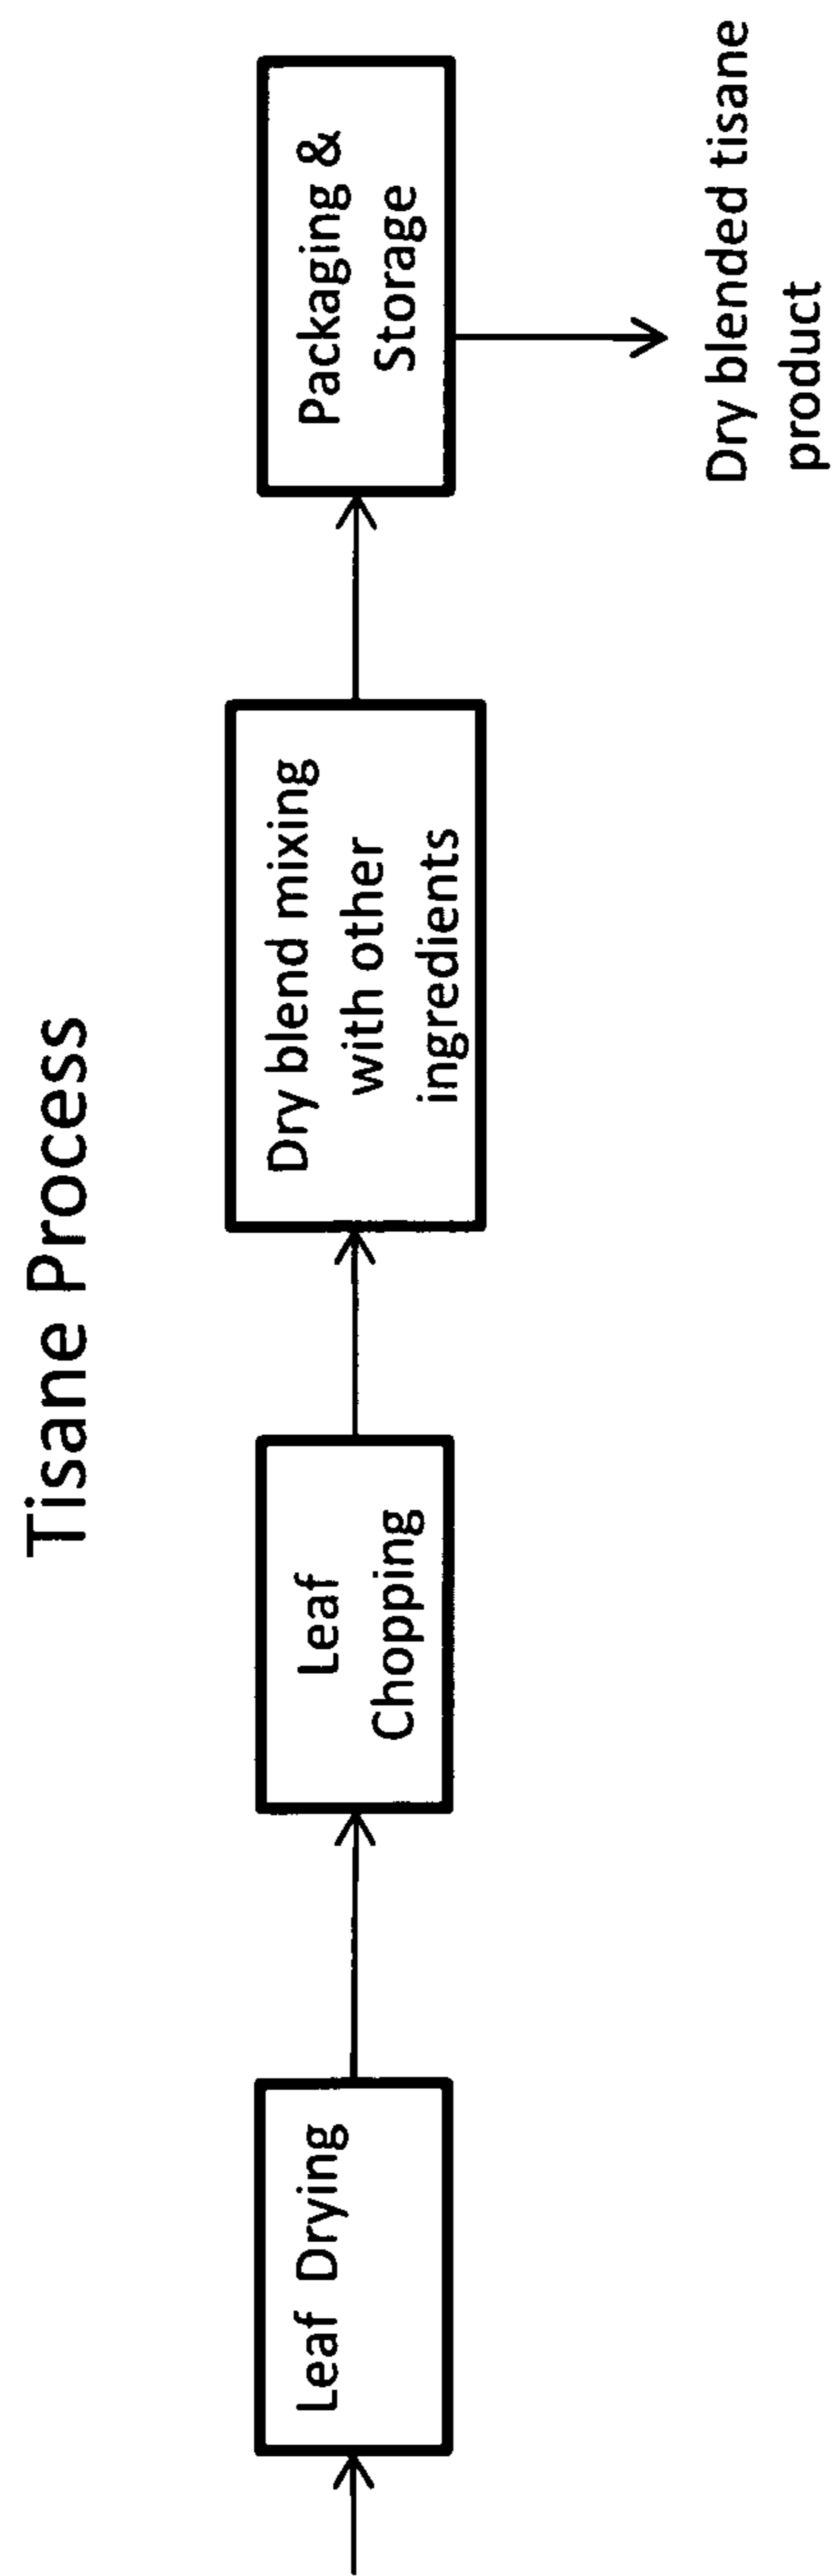 Tisane Process
Leaf Drying
Leaf
Chopping
Dry blend mixing
with other
ingredients
Packaging &
Storage
Dry blended tisane
product